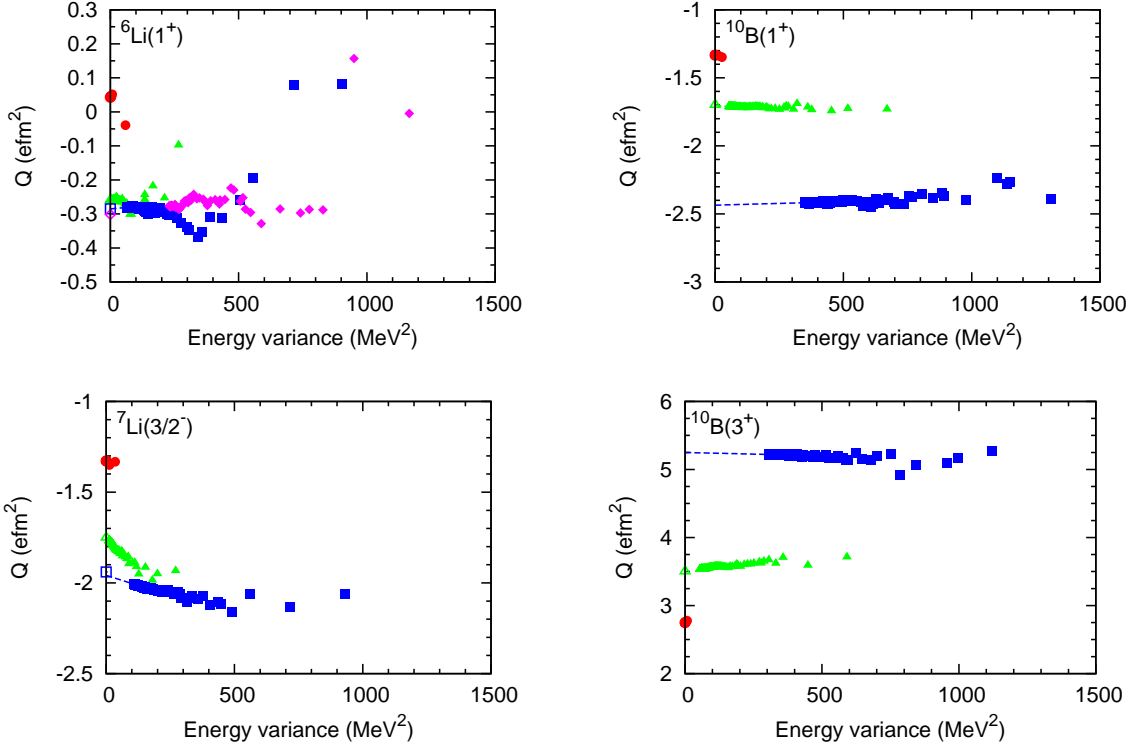 0.3
0.2
0.1
0
-0.1
-0.2
-0.3
-0.4
-0.5
Q (efm²)
⁶Li(1⁺)
0 500 1000 1500
Energy variance (MeV²)
-1
-1.5
-2
-2.5
-3
Q (efm²)
¹⁰B(1⁺)
0 500 1000 1500
Energy variance (MeV²)
-1
-1.5
-2
-2.5
Q (efm²)
⁷Li(3/2⁻)
0 500 1000 1500
Energy variance (MeV²)
6
5
4
3
2
Q (efm²)
¹⁰B(3⁺)
0 500 1000 1500
Energy variance (MeV²)